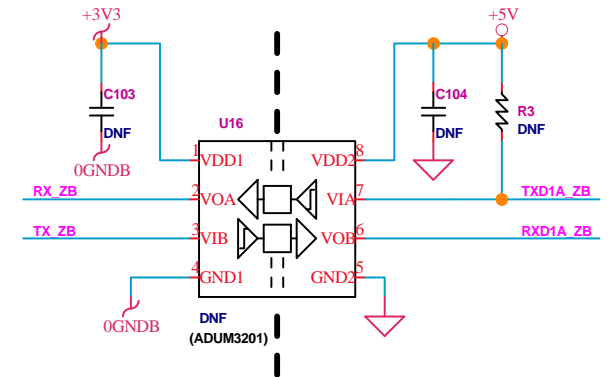 +3V3
+5V
C103
C104
U16
R3
DNF
DNF
DNF
1
VDD1
VDD2
8
0GNDB
RX_ZB
2
VOA
VIA
7
TXD1A_ZB
TX_ZB
3
VIB
VOB
6
RXD1A_ZB
4
GND1
GND2
5
0GNDB
DNF
(ADUM3201)